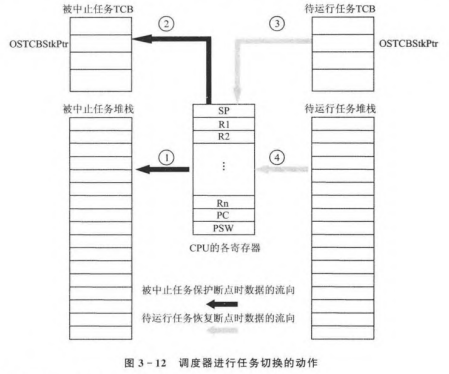 被中止任务TCB
待运行任务TCB
②
③
OSTCBStkPtr
OSTCBStkPtr
被中止任务堆栈
待运行任务堆栈
SP
R1
R2
①
④
⋮
Rn
PC
PSW
CPU的各寄存器
被中止任务保护断点时数据的流向
待运行任务恢复断点时数据的流向
图 3-12 调度器进行任务切换的动作